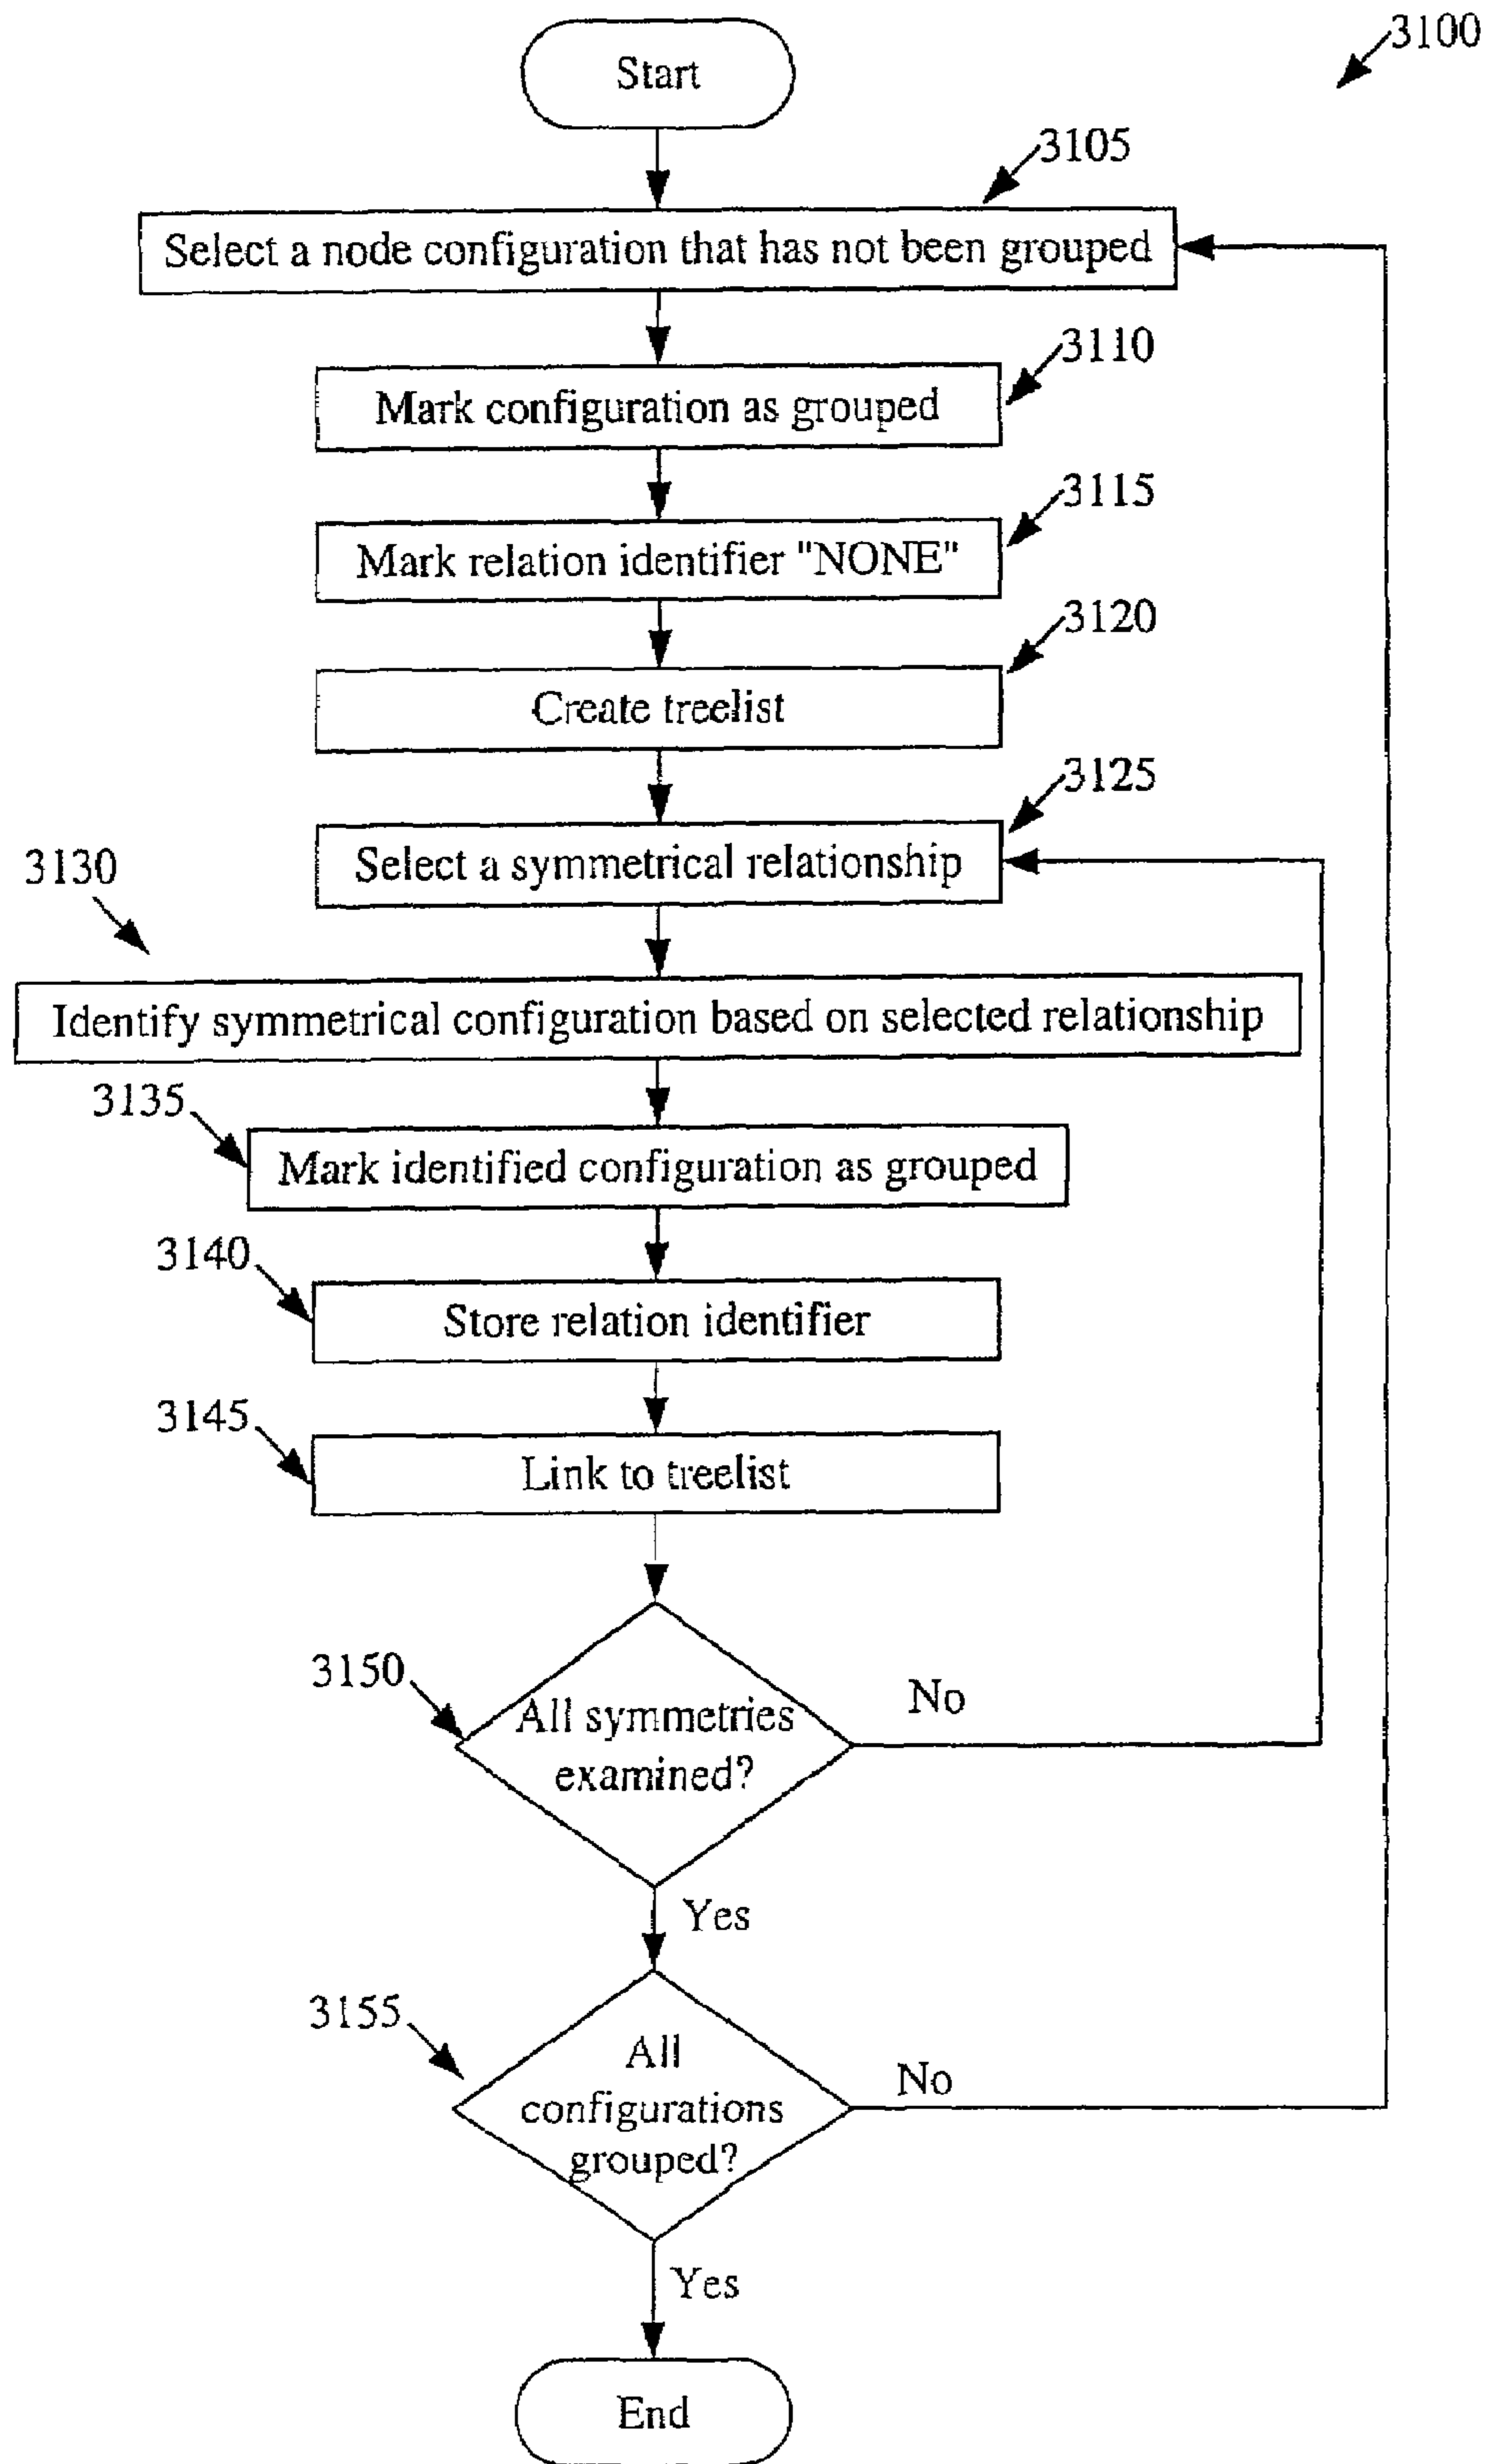 3100
Start
3105
Select a node configuration that has not been grouped
3110
Mark configuration as grouped
3115
Mark relation identifier "NONE"
3120
Create treelist
3125
Select a symmetrical relationship
3130
Identify symmetrical configuration based on selected relationship
3135
Mark identified configuration as grouped
3140
Store relation identifier
3145
Link to treelist
3150
All symmetries
examined?
No
Yes
3155
All
configurations
grouped?
No
Yes
End